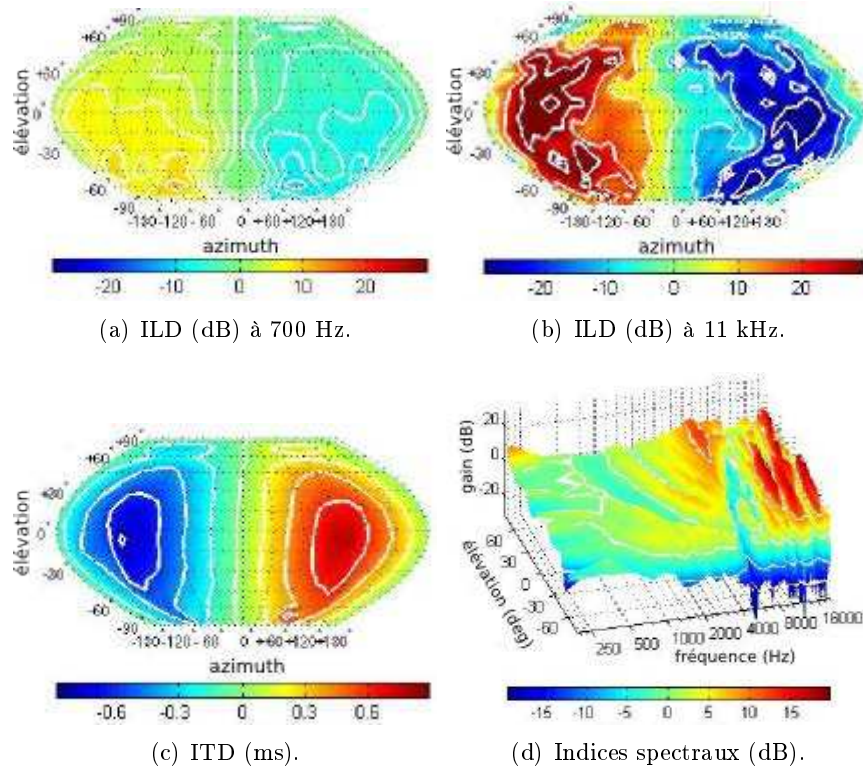 +90°
+60°
+30°
élévation
0°
-30
-60
-90
-180-120-60 0 +60+120+180
azimuth
-20 -10 0 10 20
(a) ILD (dB) à 700 Hz.
+90°
+60°
+30°
élévation
0°
-30
-60
-90
-180-120-60 0 +60+120+180
azimuth
-20 -10 0 10 20
(b) ILD (dB) à 11 kHz.
+90°
+60
+30
élévation
0°
-30
-60
-90
-180-120-60 0 +60+120+180
azimuth
-0.6 -0.3 0 0.3 0.6
(c) ITD (ms).
20
0
-20
gain (dB)
60
30
0
-30
-60
élévation (deg)
250 500 1000 2000 4000 8000 16000
fréquence (Hz)
-15 -10 -5 0 5 10 15
(d) Indices spectraux (dB).